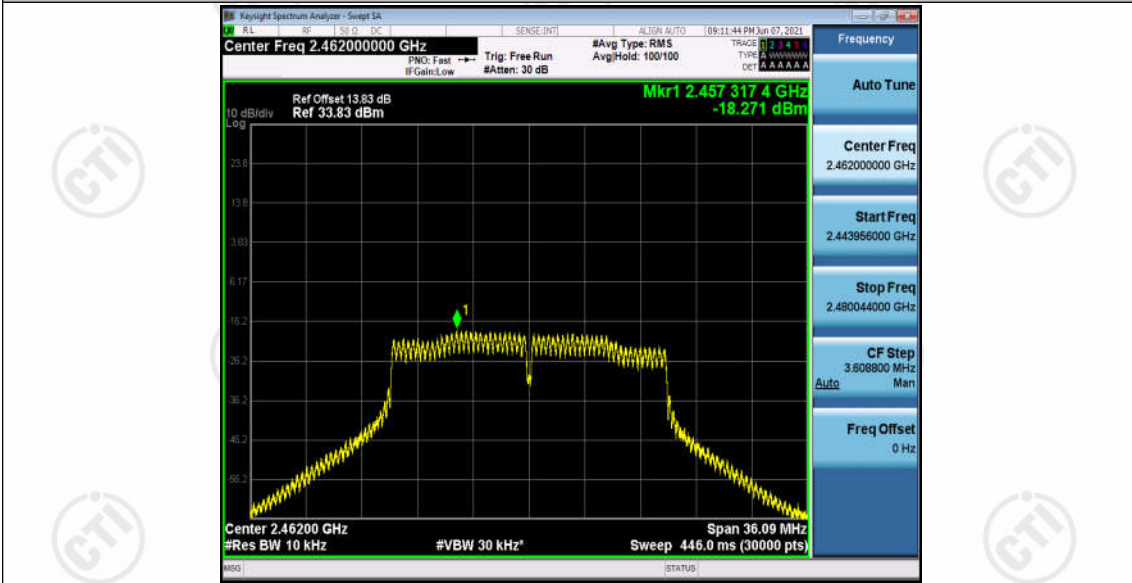 Keysight Spectrum Analyzer - Swept SA
RL RF 50 Ω DC SENSE:INT ALIGN AUTO 09:11:44 PM Jun 07, 2021
Center Freq 2.462000000 GHz
PNO: Fast
IFGain:Low
Trig: Free Run
#Atten: 30 dB
#Avg Type: RMS
Avg|Hold: 100/100
TRACE 1 2 3 4 5 6
TYPE A WWWWW
DET A A A A A A
Ref Offset 13.83 dB
10 dB/div Ref 33.83 dBm
Log
Mkr1 2.457 317 4 GHz
-18.271 dBm
23.8
13.8
3.83
-6.17
-16.2
-26.2
-36.2
-46.2
-56.2
1
Center 2.46200 GHz Span 36.09 MHz
#Res BW 10 kHz #VBW 30 kHz* Sweep 446.0 ms (30000 pts)
MSG STATUS
Frequency
Auto Tune
Center Freq
2.462000000 GHz
Start Freq
2.443956000 GHz
Stop Freq
2.480044000 GHz
CF Step
3.608800 MHz
Auto Man
Freq Offset
0 Hz
CTI
CTI
CTI
CTI